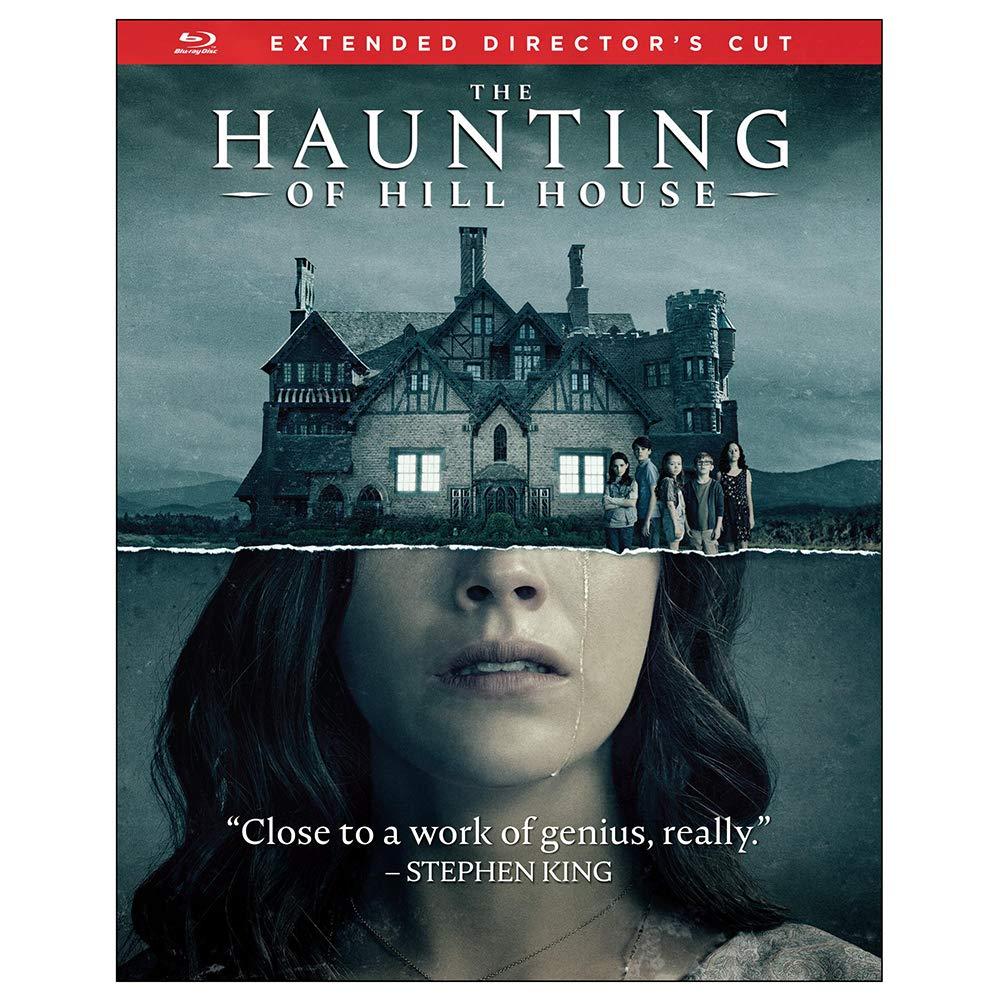 Blu-ray Disc
EXTENDED DIRECTOR'S CUT
THE
HAUNTING
OF HILL HOUSE
“Close to a work of genius, really.”
– STEPHEN KING